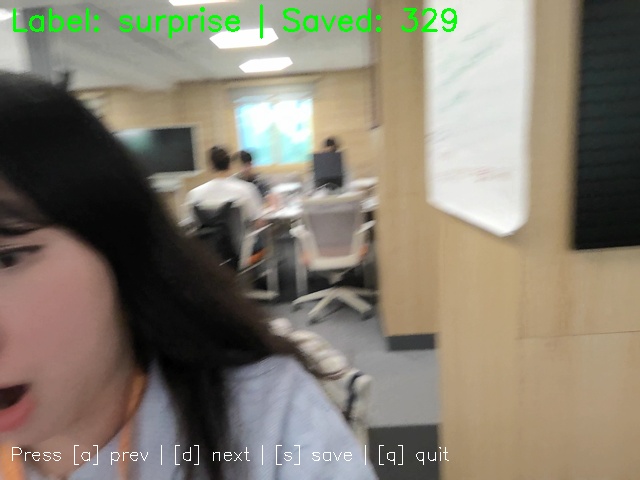 Label: surprise | Saved: 329
Press [a] prev | [d] next | [s] save | [q] quit